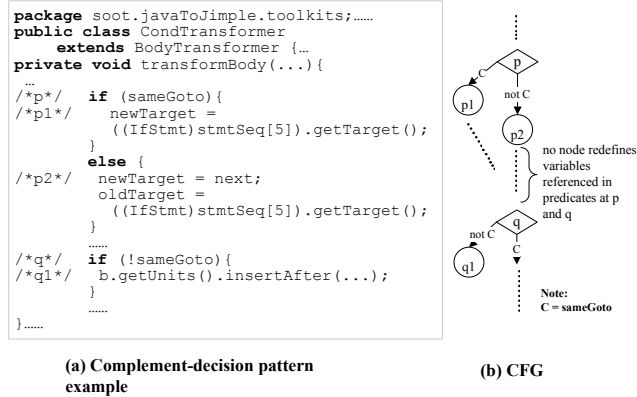 package soot.javaToJimple.toolkits;……
public class CondTransformer
extends BodyTransformer {…
private void transformBody(...){
…
/*p*/ if (sameGoto){
/*p1*/ newTarget =
((IfStmt)stmtSeq[5]).getTarget();
}
else {
/*p2*/ newTarget = next;
oldTarget =
((IfStmt)stmtSeq[5]).getTarget();
}
……
/*q*/ if (!sameGoto){
/*q1*/ b.getUnits().insertAfter(...);
}
……
}……
(a) Complement-decision pattern
example
p
C
not C
p1
p2
no node redefines
variables
referenced in
predicates at p
and q
q
not C
C
q1
Note:
C = sameGoto
(b) CFG